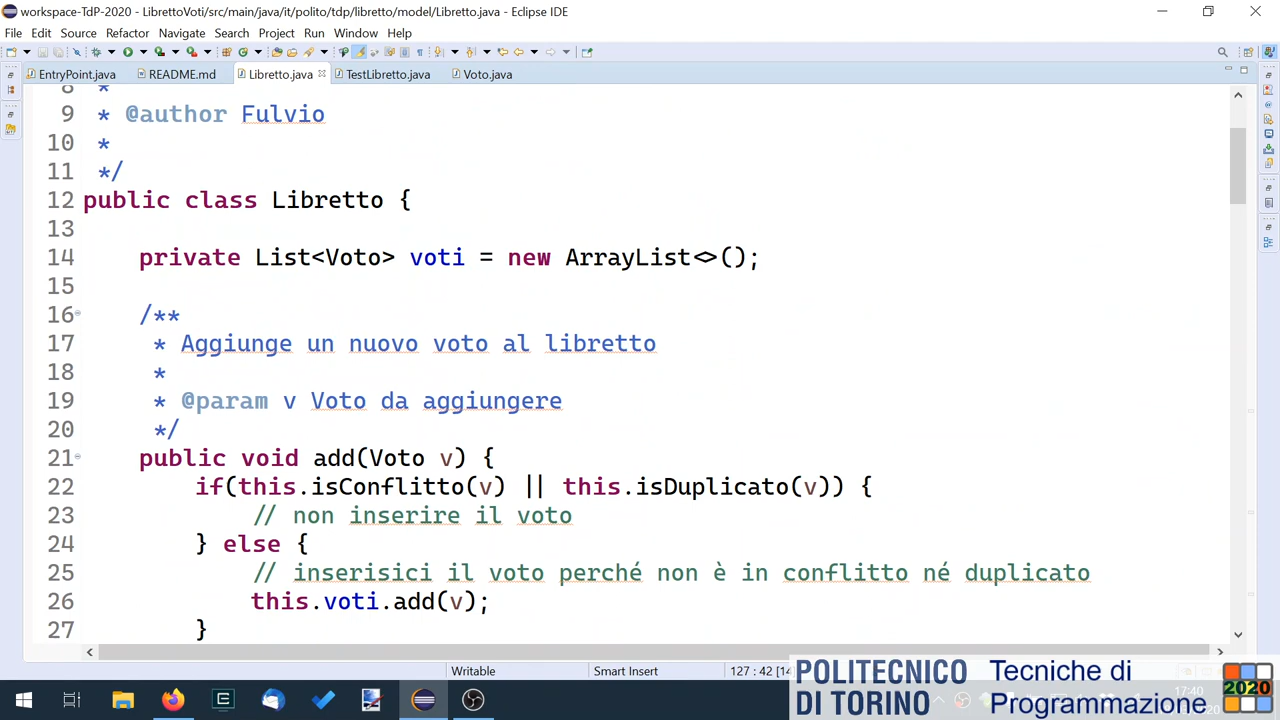 workspace-TdP-2020 - LibrettoVoti/src/main/java/it/polito/tdp/libretto/model/Libretto.java - Eclipse IDE
File Edit Source Refactor Navigate Search Project Run Window Help
EntryPoint.java README.md Libretto.java TestLibretto.java Voto.java
8 *
9 * @author Fulvio
10 *
11 */
12 public class Libretto {
13
14 private List<Voto> voti = new ArrayList<>();
15
16 /**
17 * Aggiunge un nuovo voto al libretto
18 *
19 * @param v Voto da aggiungere
20 */
21 public void add(Voto v) {
22 if(this.isConflitto(v) || this.isDuplicato(v)) {
23 // non inserire il voto
24 } else {
25 // inserisici il voto perché non è in conflitto né duplicato
26 this.voti.add(v);
27 }
Writable Smart Insert 127 : 42 [14
POLITECNICO DI TORINO
Tecniche di Programmazione
2020
17:40